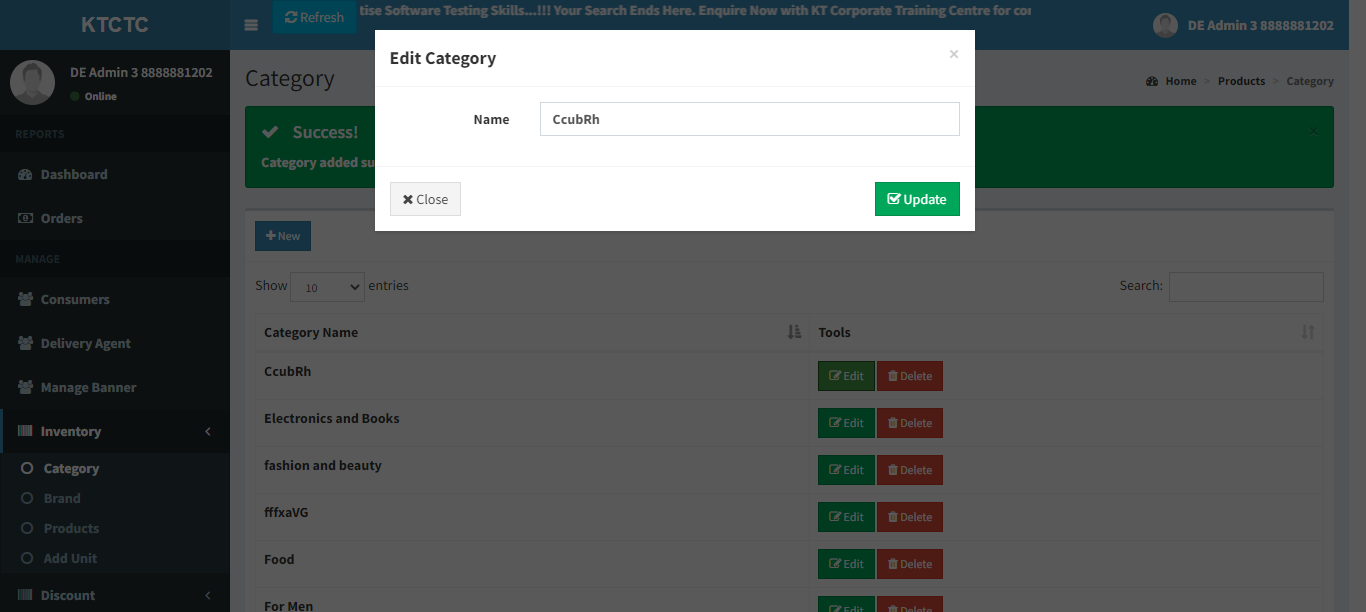 KTCTC
Refresh
tise Software Testing Skills...!!! Your Search Ends Here. Enquire Now with KT Corporate Training Centre for cor
DE Admin 3 8888881202
DE Admin 3 8888881202
Online
REPORTS
Dashboard
Orders
MANAGE
Consumers
Delivery Agent
Manage Banner
Inventory
Category
Brand
Products
Add Unit
Discount
Category
Home > Products > Category
Success!
×
Category added su
Edit Category
×
Name
CcubRh
Close
Update
New
Show 10 entries
Search:
Category Name
Tools
CcubRh
Edit
Delete
Electronics and Books
Edit
Delete
fashion and beauty
Edit
Delete
fffxaVG
Edit
Delete
Food
Edit
Delete
For Men
Edit
Delete